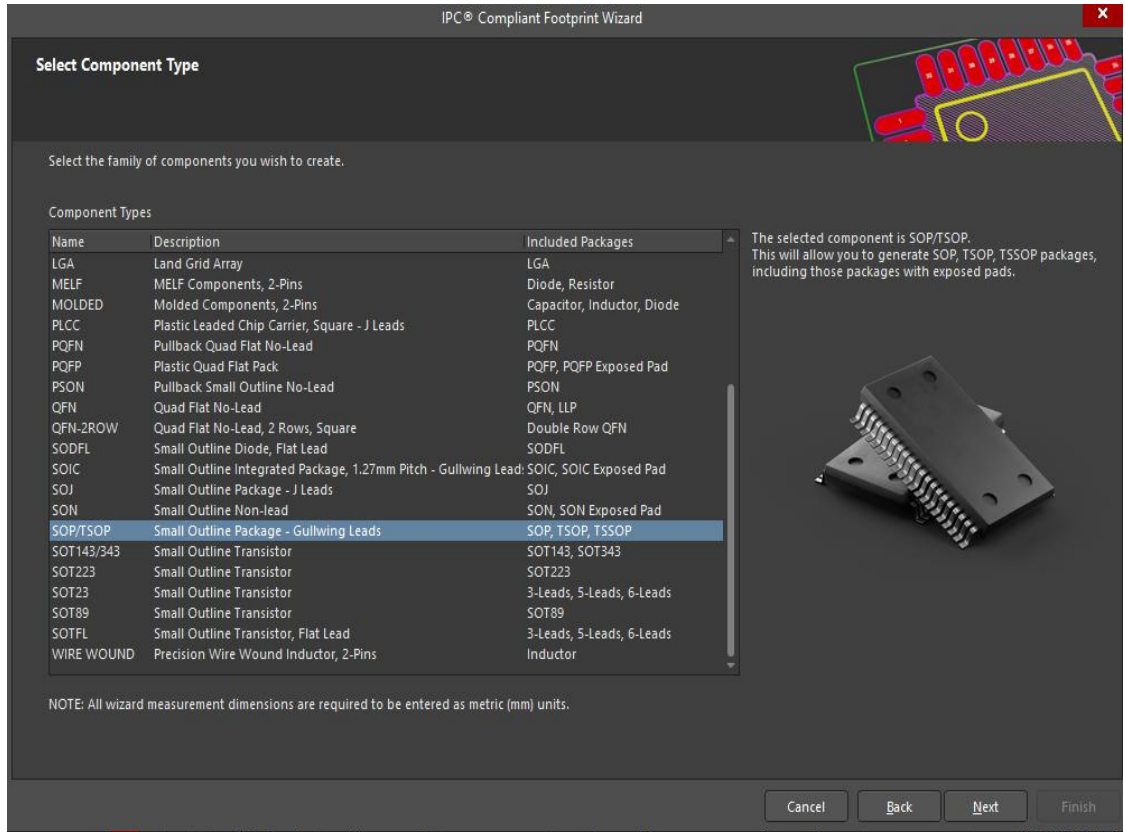 IPC® Compliant Footprint Wizard
Select Component Type
Select the family of components you wish to create.
Component Types
Name Description Included Packages
LGA Land Grid Array LGA
MELF MELF Components, 2-Pins Diode, Resistor
MOLDED Molded Components, 2-Pins Capacitor, Inductor, Diode
PLCC Plastic Leaded Chip Carrier, Square - J Leads PLCC
PQFN Pullback Quad Flat No-Lead PQFN
PQFP Plastic Quad Flat Pack PQFP, PQFP Exposed Pad
PSON Pullback Small Outline No-Lead PSON
QFN Quad Flat No-Lead QFN, LLP
QFN-2ROW Quad Flat No-Lead, 2 Rows, Square Double Row QFN
SODFL Small Outline Diode, Flat Lead SODFL
SOIC Small Outline Integrated Package, 1.27mm Pitch - Gullwing Lead: SOIC, SOIC Exposed Pad
SOJ Small Outline Package - J Leads SOJ
SON Small Outline Non-lead SON, SON Exposed Pad
SOP/TSOP Small Outline Package - Gullwing Leads SOP, TSOP, TSSOP
SOT143/343 Small Outline Transistor SOT143, SOT343
SOT223 Small Outline Transistor SOT223
SOT23 Small Outline Transistor 3-Leads, 5-Leads, 6-Leads
SOT89 Small Outline Transistor SOT89
SOTFL Small Outline Transistor, Flat Lead 3-Leads, 5-Leads, 6-Leads
WIRE WOUND Precision Wire Wound Inductor, 2-Pins Inductor
The selected component is SOP/TSOP.
This will allow you to generate SOP, TSOP, TSSOP packages,
including those packages with exposed pads.
NOTE: All wizard measurement dimensions are required to be entered as metric (mm) units.
Cancel Back Next Finish